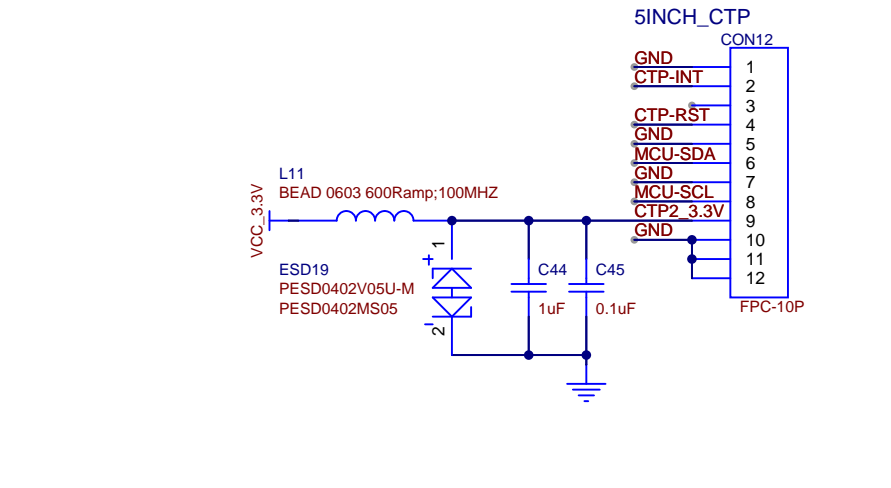 5INCH_CTP
CON12
GND
1
CTP-INT
2
3
CTP-RST
4
GND
5
MCU-SDA
6
GND
7
MCU-SCL
8
CTP2_3.3V
9
GND
10
11
12
FPC-10P
L11
BEAD 0603 600Ramp;100MHZ
VCC_3.3V
ESD19
PESD0402V05U-M
PESD0402MS05
+
1
−
2
C44
1uF
C45
0.1uF